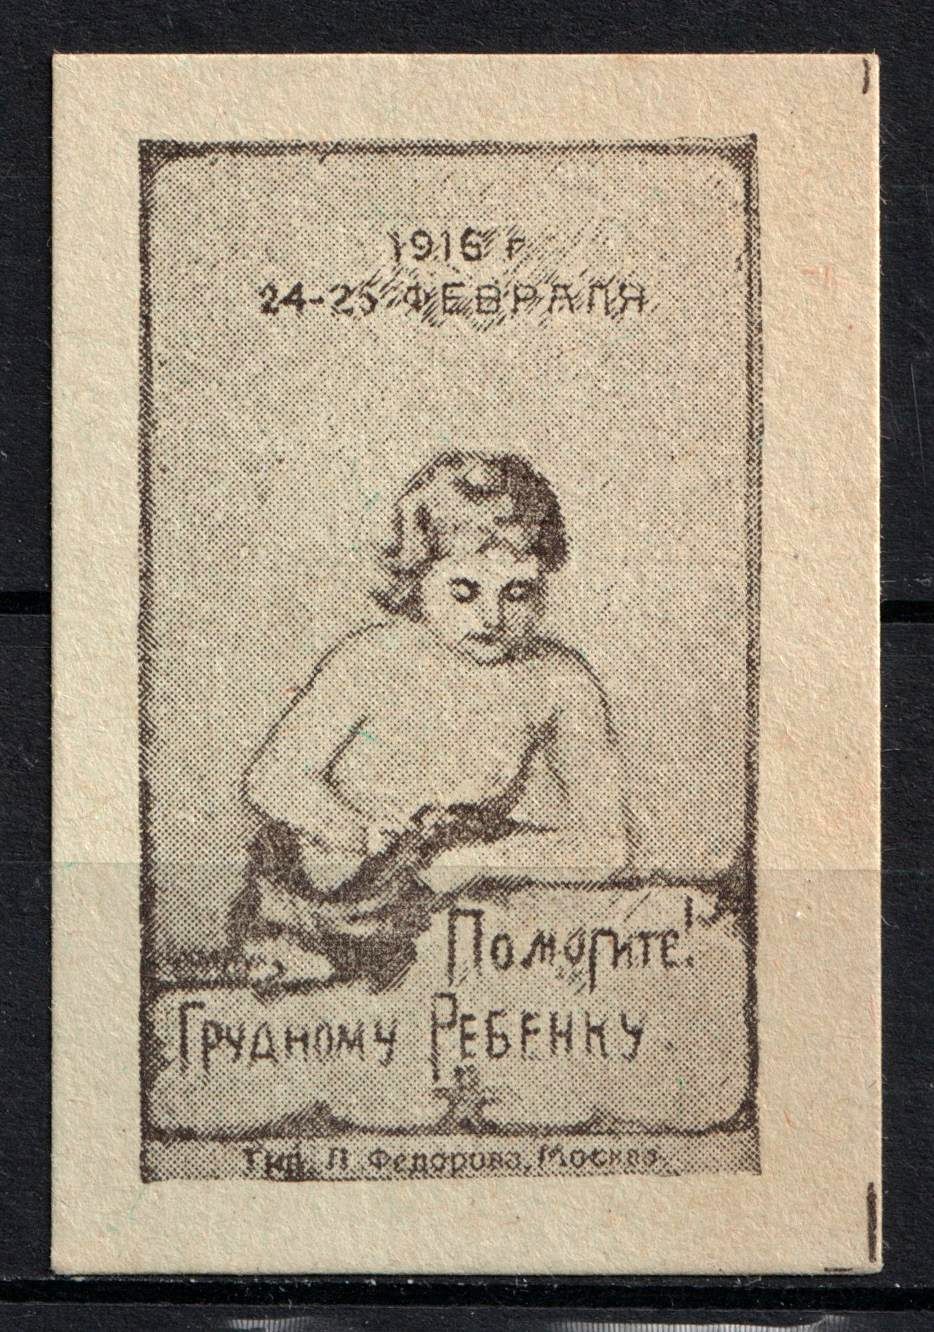 1916 г
24-25 ФЕВРАЛЯ
Помогите!
Грудному Ребенку
Тип. Л. Федорова, Москва.